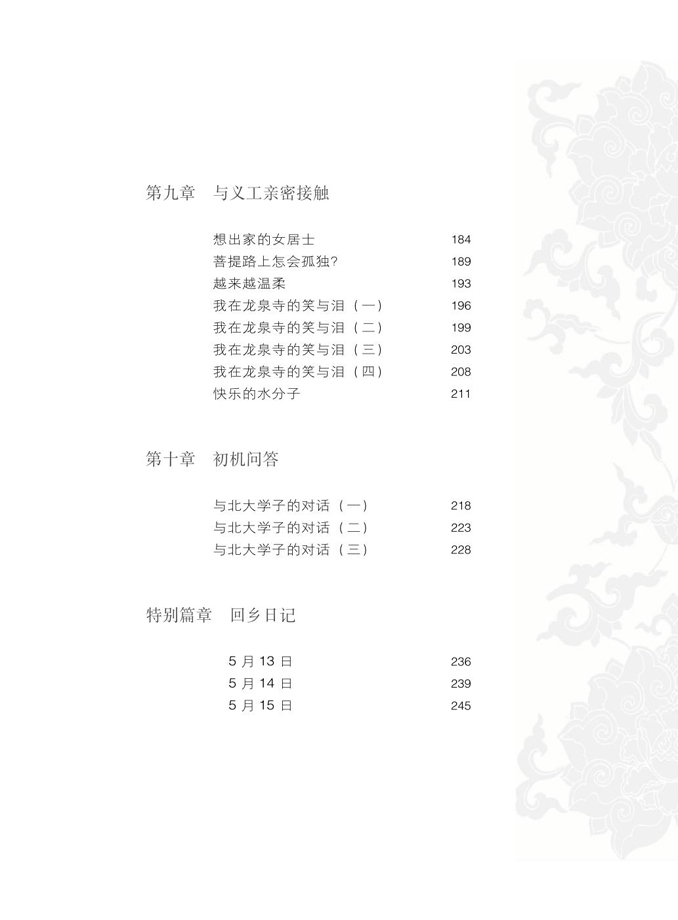 第九章 与义工亲密接触
想出家的女居士 184
菩提路上怎会孤独？ 189
越来越温柔 193
我在龙泉寺的笑与泪（一） 196
我在龙泉寺的笑与泪（二） 199
我在龙泉寺的笑与泪（三） 203
我在龙泉寺的笑与泪（四） 208
快乐的水分子 211
第十章 初机问答
与北大学子的对话（一） 218
与北大学子的对话（二） 223
与北大学子的对话（三） 228
特别篇章 回乡日记
5 月 13 日 236
5 月 14 日 239
5 月 15 日 245